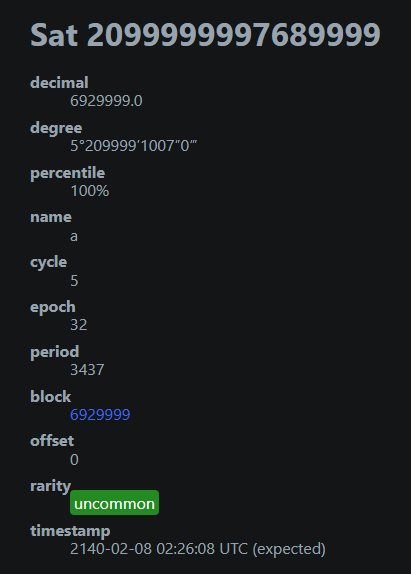 Sat 2099999997689999
decimal
6929999.0
degree
5°209999′1007″0‴
percentile
100%
name
a
cycle
5
epoch
32
period
3437
block
6929999
offset
0
rarity
uncommon
timestamp
2140-02-08 02:26:08 UTC (expected)